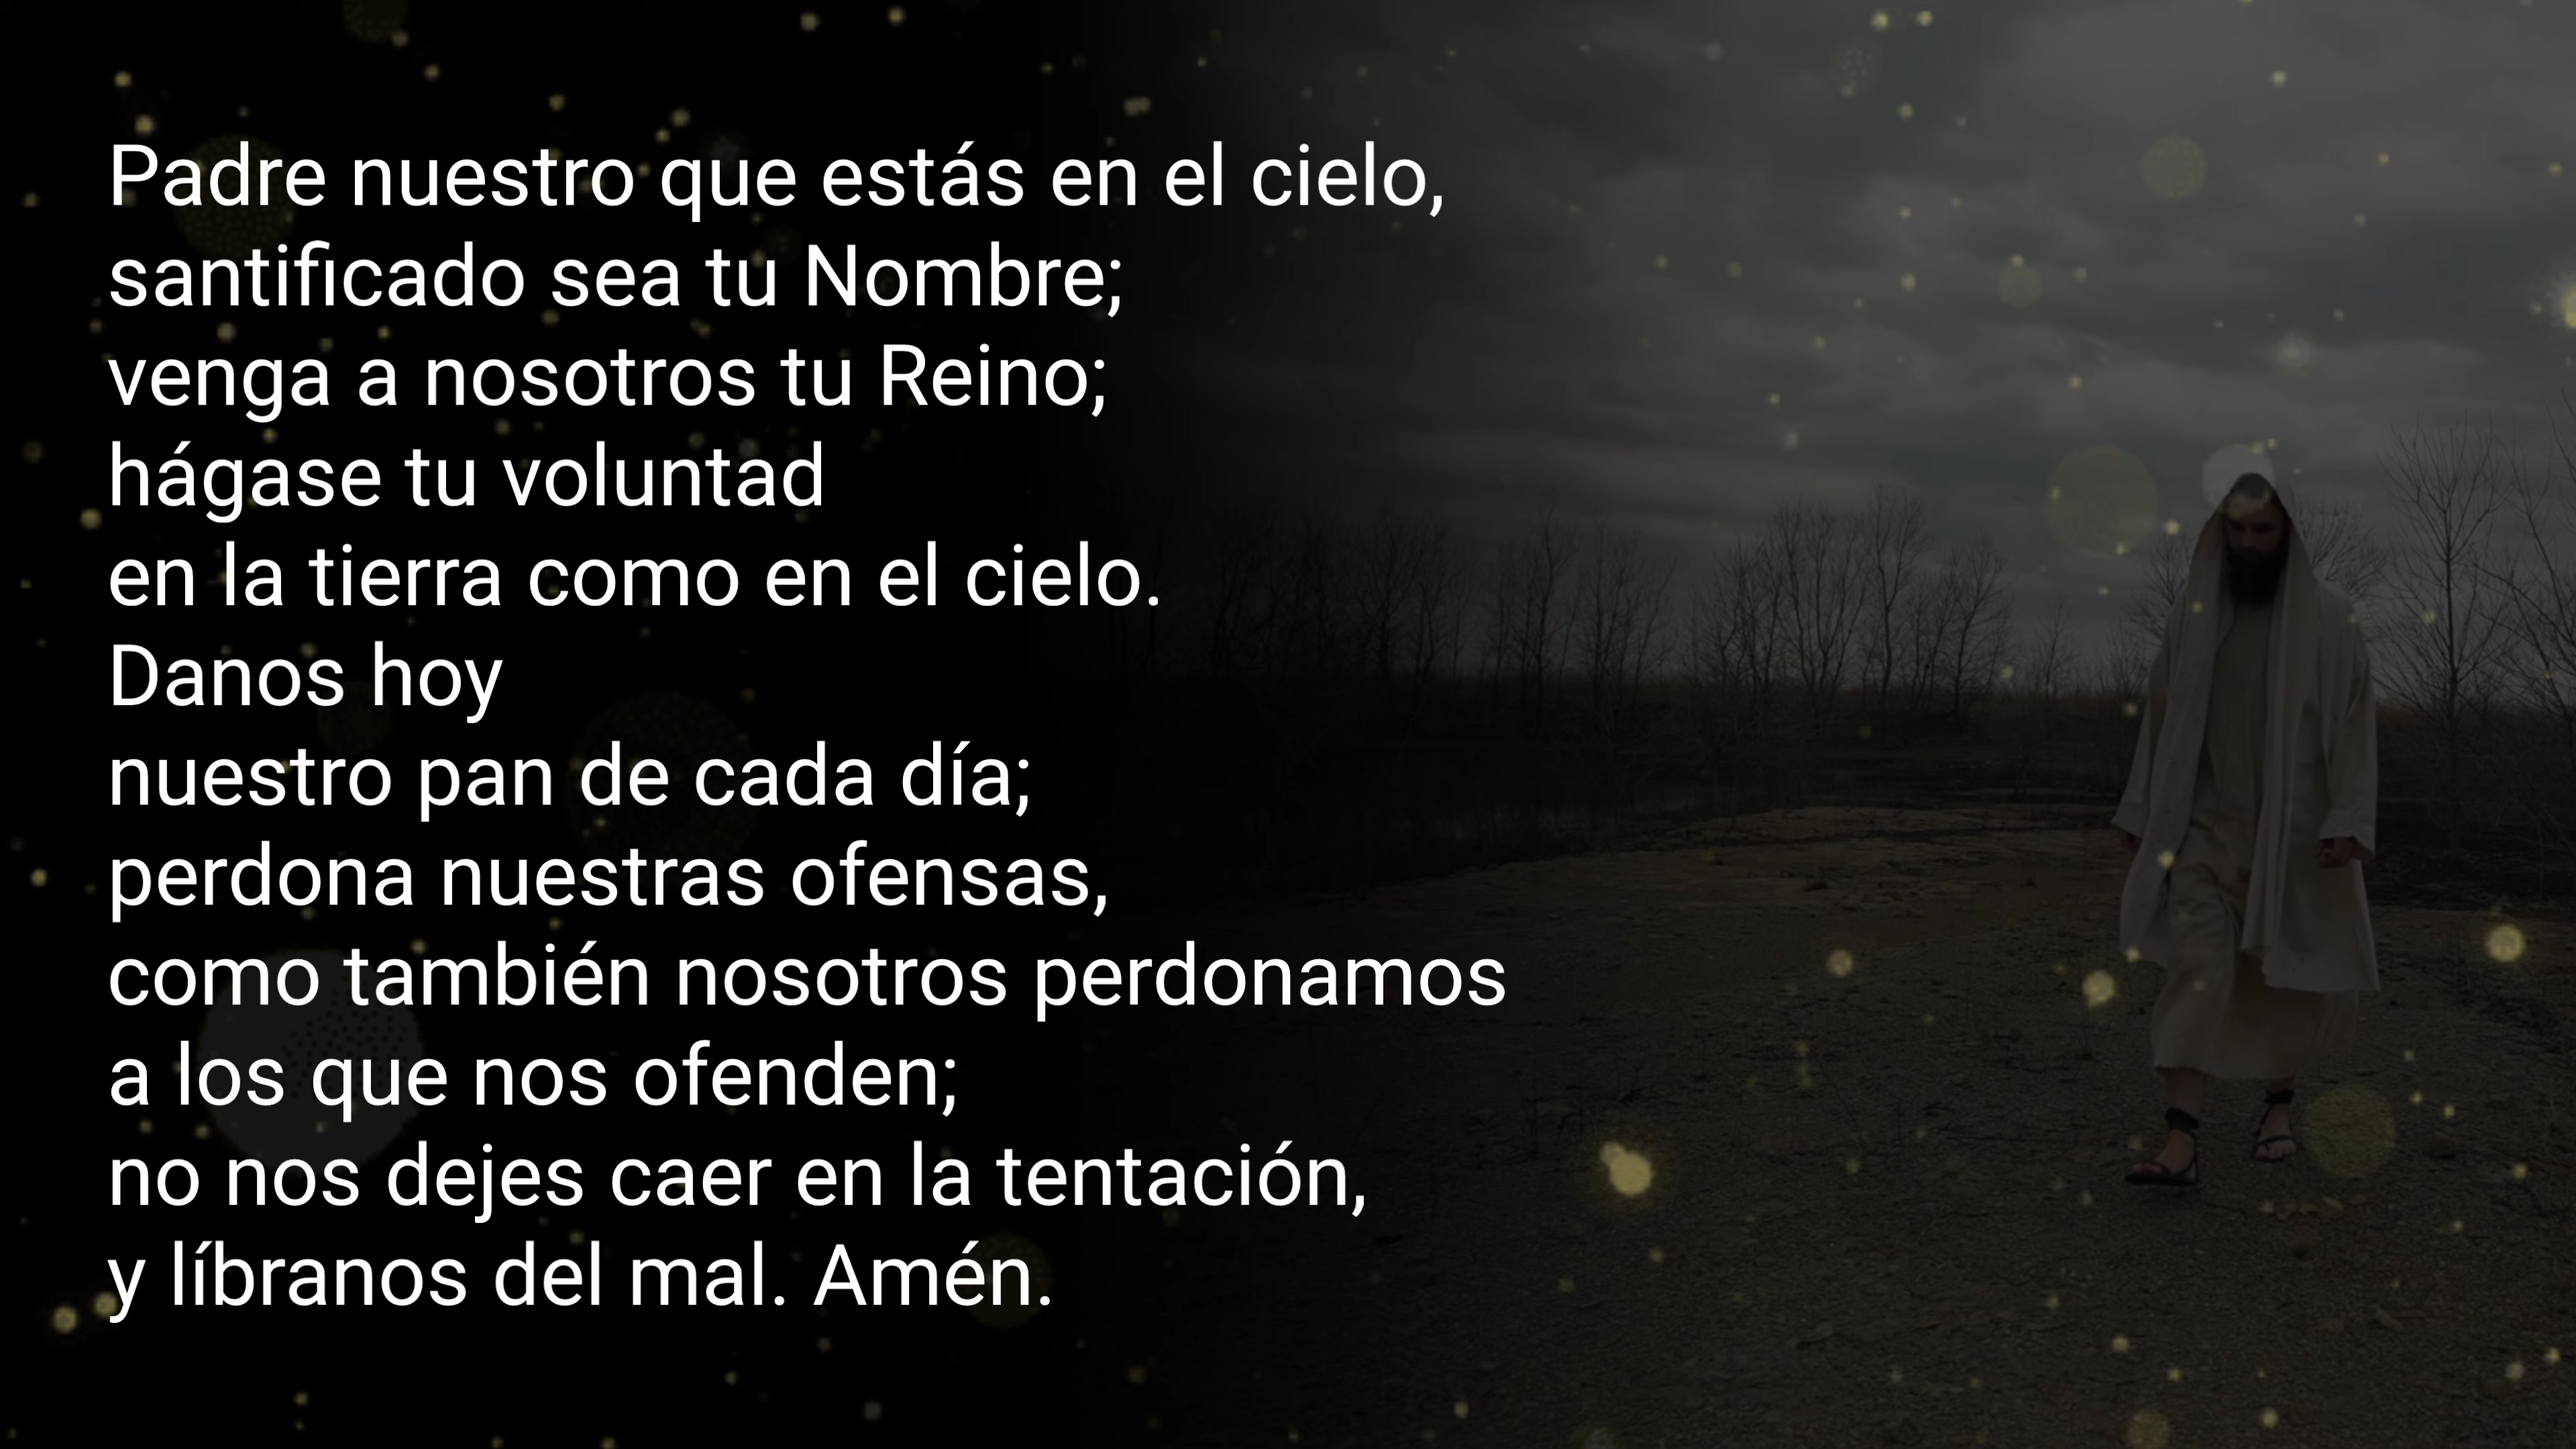 Padre nuestro que estás en el cielo,
santificado sea tu Nombre;
venga a nosotros tu Reino;
hágase tu voluntad
en la tierra como en el cielo.
Danos hoy
nuestro pan de cada día;
perdona nuestras ofensas,
como también nosotros perdonamos
a los que nos ofenden;
no nos dejes caer en la tentación,
y líbranos del mal. Amén.